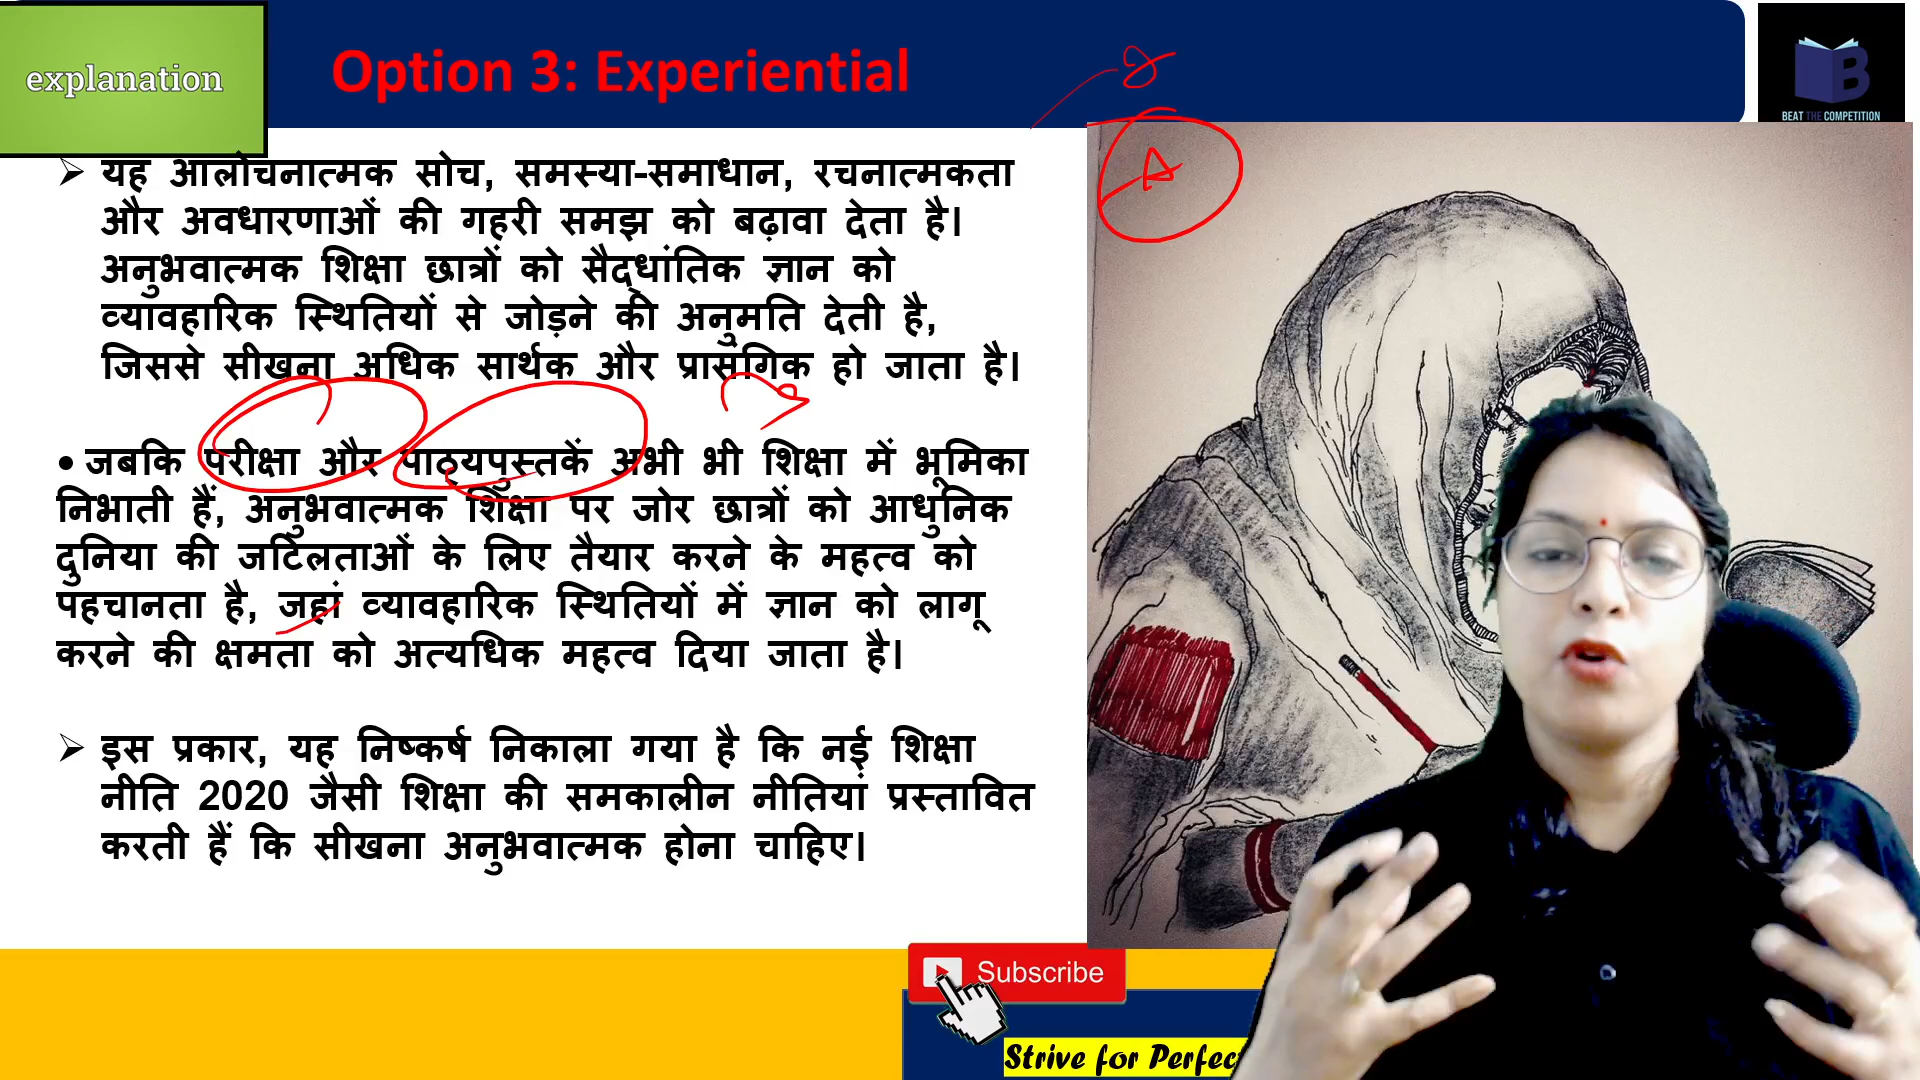 explanation
Option 3: Experiential
BEAT THE COMPETITION
A
यह आलोचनात्मक सोच, समस्या-समाधान, रचनात्मकता
और अवधारणाओं की गहरी समझ को बढ़ावा देता है।
अनुभवात्मक शिक्षा छात्रों को सैद्धांतिक ज्ञान को
व्यावहारिक स्थितियों से जोड़ने की अनुमति देती है,
जिससे सीखना अधिक सार्थक और प्रासंगिक हो जाता है।
• जबकि परीक्षा और पाठ्यपुस्तकें अभी भी शिक्षा में भूमिका
निभाती हैं, अनुभवात्मक शिक्षा पर जोर छात्रों को आधुनिक
दुनिया की जटिलताओं के लिए तैयार करने के महत्व को
पहचानता है, जहां व्यावहारिक स्थितियों में ज्ञान को लागू
करने की क्षमता को अत्यधिक महत्व दिया जाता है।
इस प्रकार, यह निष्कर्ष निकाला गया है कि नई शिक्षा
नीति 2020 जैसी शिक्षा की समकालीन नीतियां प्रस्तावित
करती हैं कि सीखना अनुभवात्मक होना चाहिए।
Subscribe
Strive for Perfect